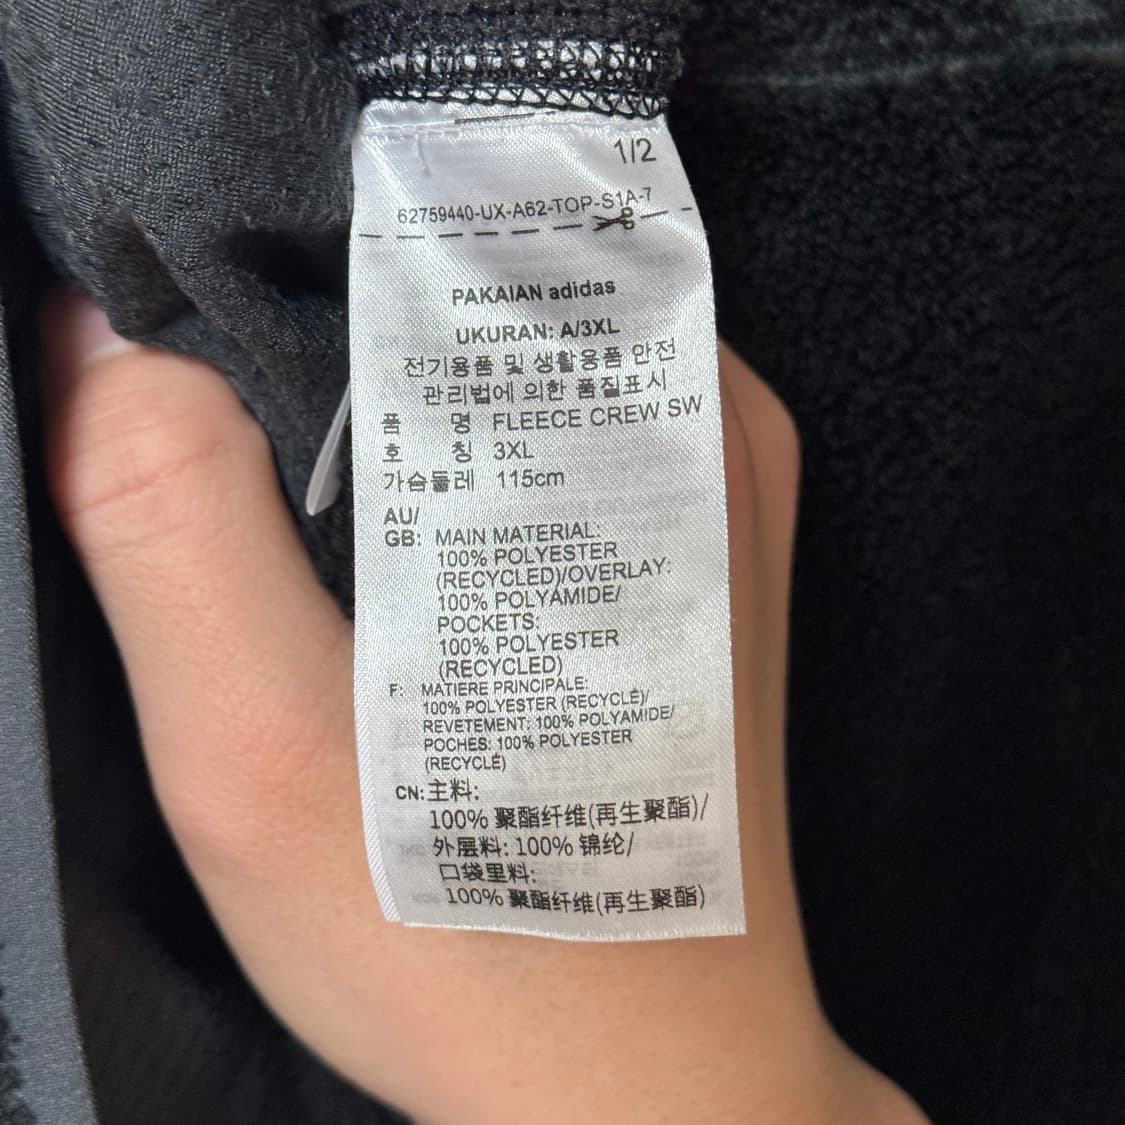 1/2
62759440-UX-A62-TOP-S1A-7
PAKAIAN adidas
UKURAN: A/3XL
전기용품 및 생활용품 안전
관리법에 의한 품질표시
품 명 FLEECE CREW SW
호 칭 3XL
가슴둘레 115cm
AU/
GB: MAIN MATERIAL:
100% POLYESTER
(RECYCLED)/OVERLAY:
100% POLYAMIDE/
POCKETS:
100% POLYESTER
(RECYCLED)
F: MATIERE PRINCIPALE:
100% POLYESTER (RECYCLÉ)/
REVETEMENT: 100% POLYAMIDE/
POCHES: 100% POLYESTER
(RECYCLÉ)
CN: 主料:
100% 聚酯纤维(再生聚酯)/
外层料: 100% 锦纶/
口袋里料:
100% 聚酯纤维(再生聚酯)